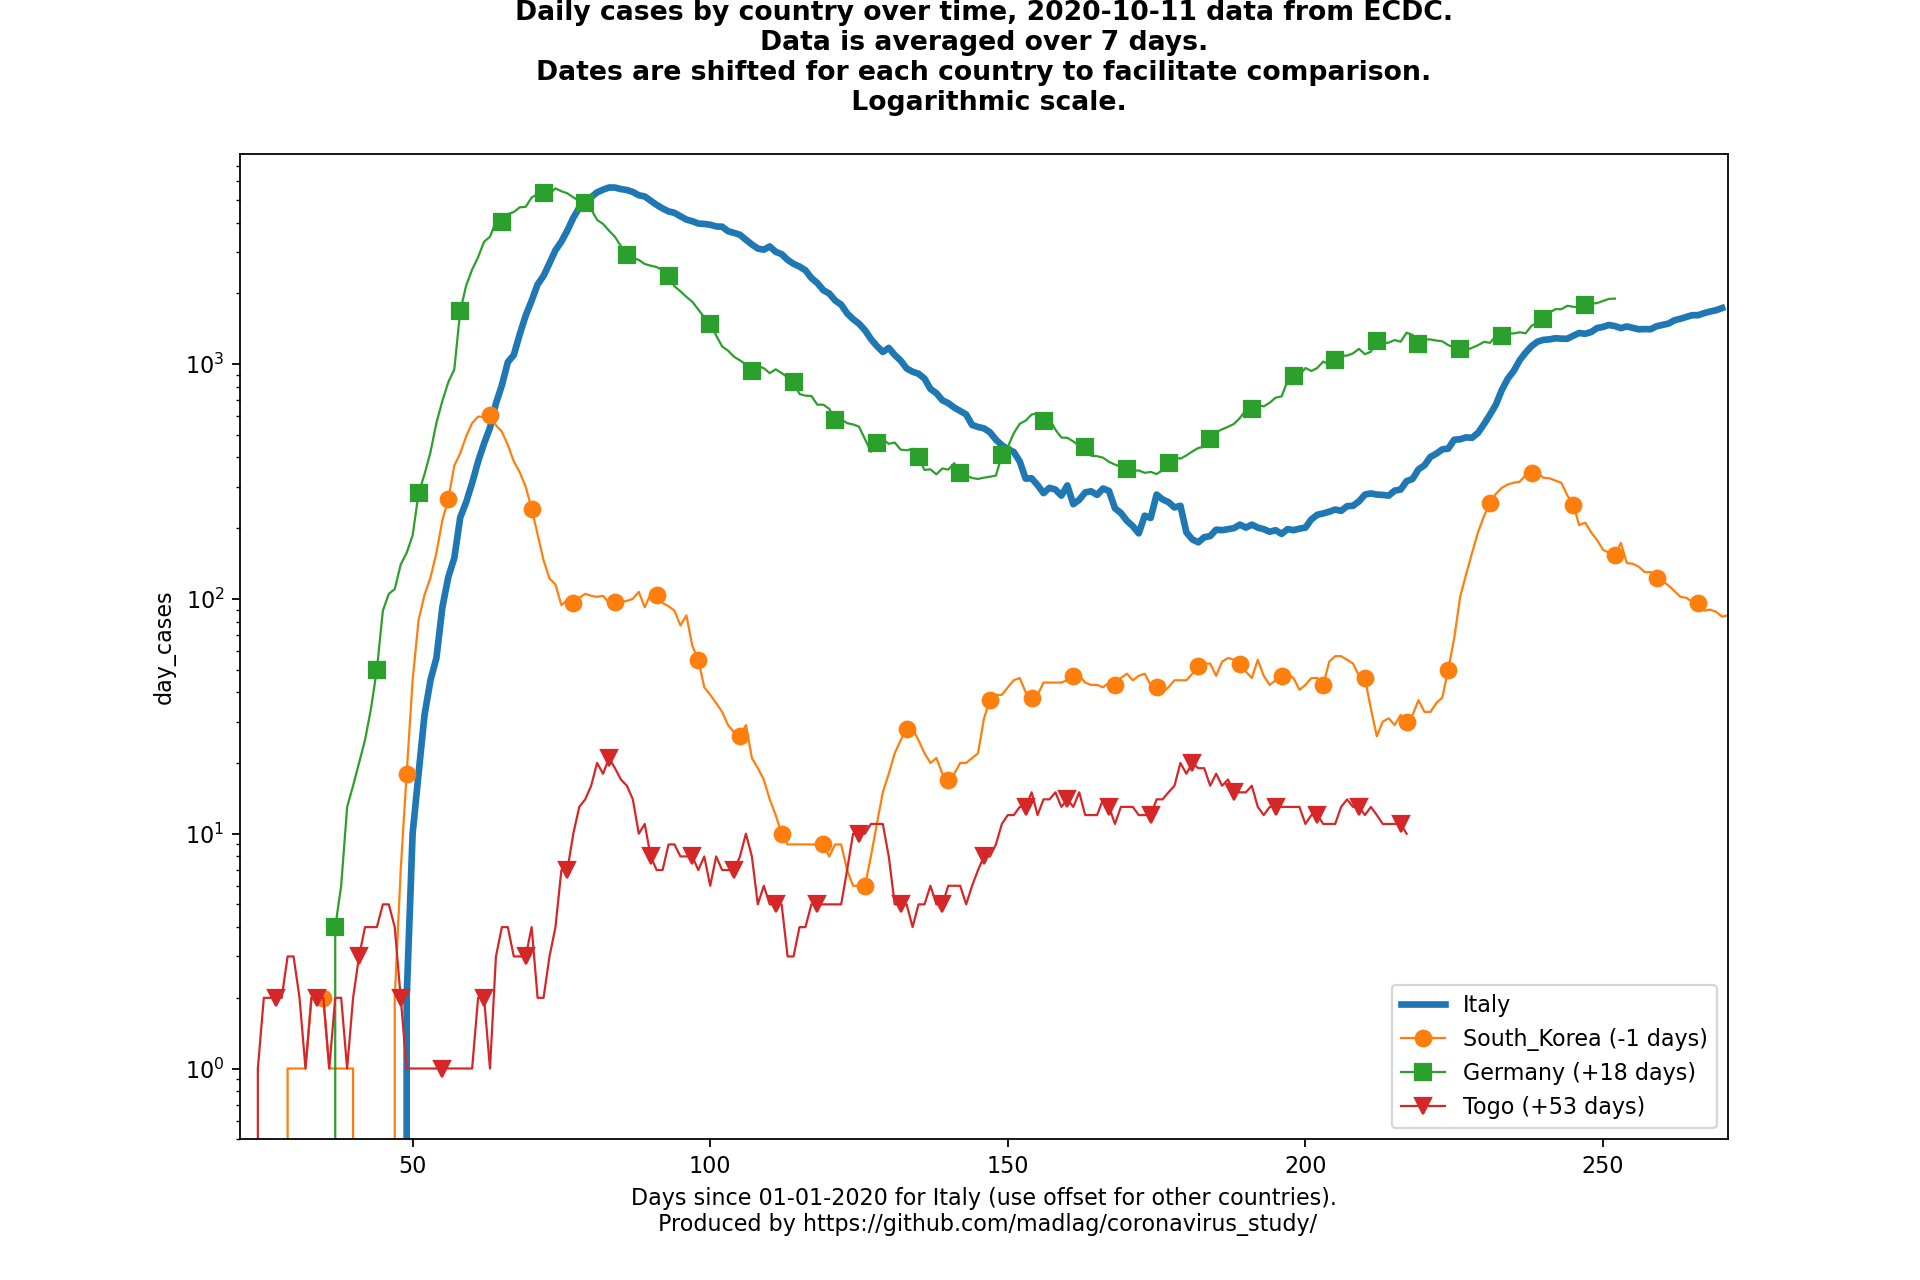 Daily cases by country over time, 2020-10-11 data from ECDC.
Data is averaged over 7 days.
Dates are shifted for each country to facilitate comparison.
Logarithmic scale.
10³
10²
10¹
10⁰
day_cases
Italy
South_Korea (-1 days)
Germany (+18 days)
Togo (+53 days)
50 100 150 200 250
Days since 01-01-2020 for Italy (use offset for other countries).
Produced by https://github.com/madlag/coronavirus_study/